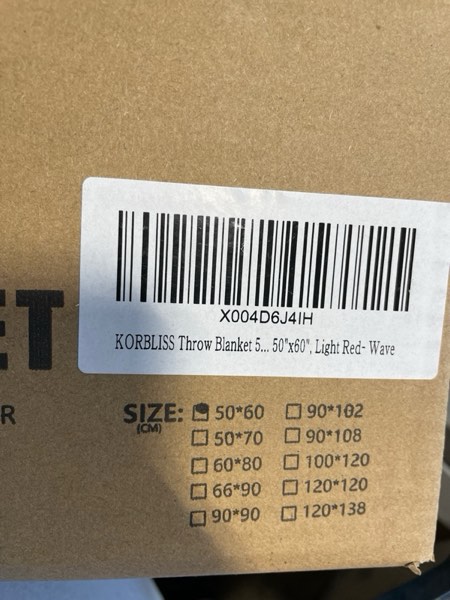 X004D6J4IH
KORBLISS Throw Blanket 5... 50"x60", Light Red- Wave
ET
R
SIZE:
(CM)
50*60 90*102
50*70 90*108
60*80 100*120
66*90 120*120
90*90 120*138